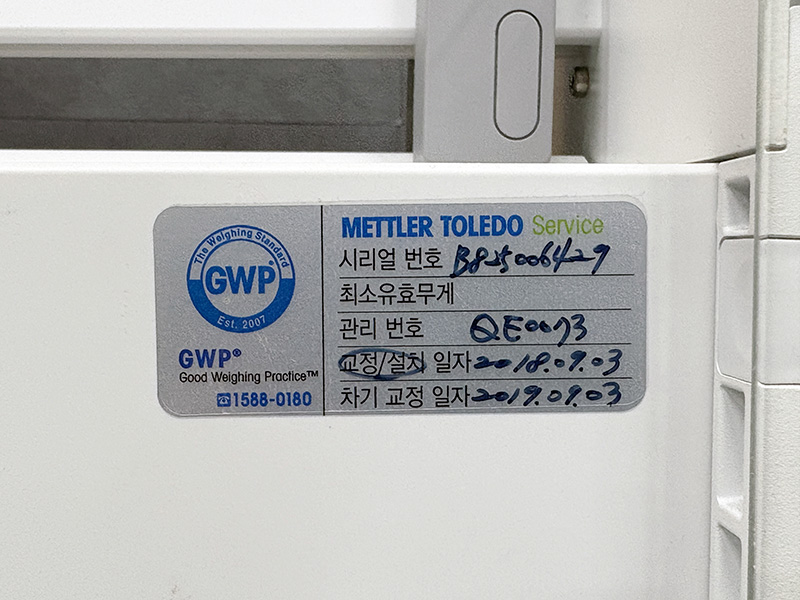 The Weighing Standard
GWP®
Est. 2007
GWP®
Good Weighing Practice™
☎1588-0180
METTLER TOLEDO Service
시리얼 번호 B825006429
최소유효무게
관리 번호 QE0073
교정/설치 일자 2018.09.03
차기 교정 일자 2019.09.03